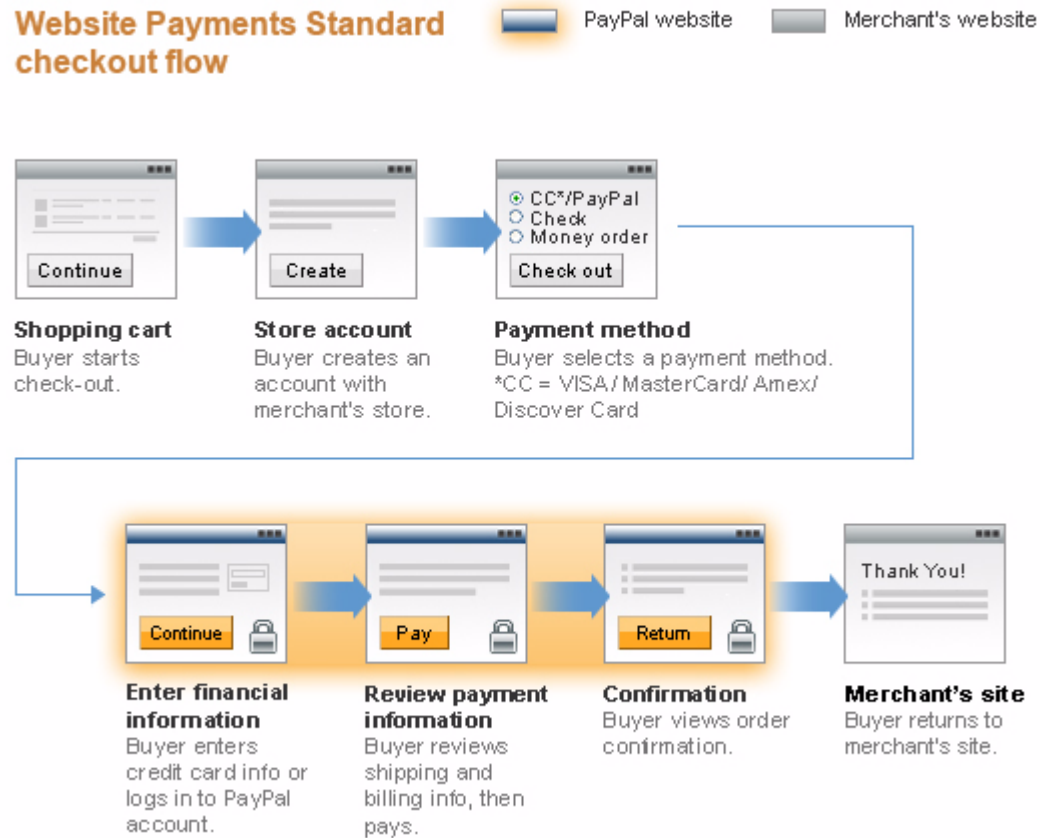 Website Payments Standard
checkout flow
PayPal website
Merchant's website
Continue
Create
CC*/PayPal
Check
Money order
Check out
Shopping cart
Buyer starts
check-out.
Store account
Buyer creates an
account with
merchant's store.
Payment method
Buyer selects a payment method.
*CC = VISA/ MasterCard/ Amex/
Discover Card
Continue
Pay
Return
Thank You!
Enter financial
information
Buyer enters
credit card info or
logs in to PayPal
account.
Review payment
information
Buyer reviews
shipping and
billing info, then
pays.
Confirmation
Buyer views order
confirmation.
Merchant's site
Buyer returns to
merchant's site.